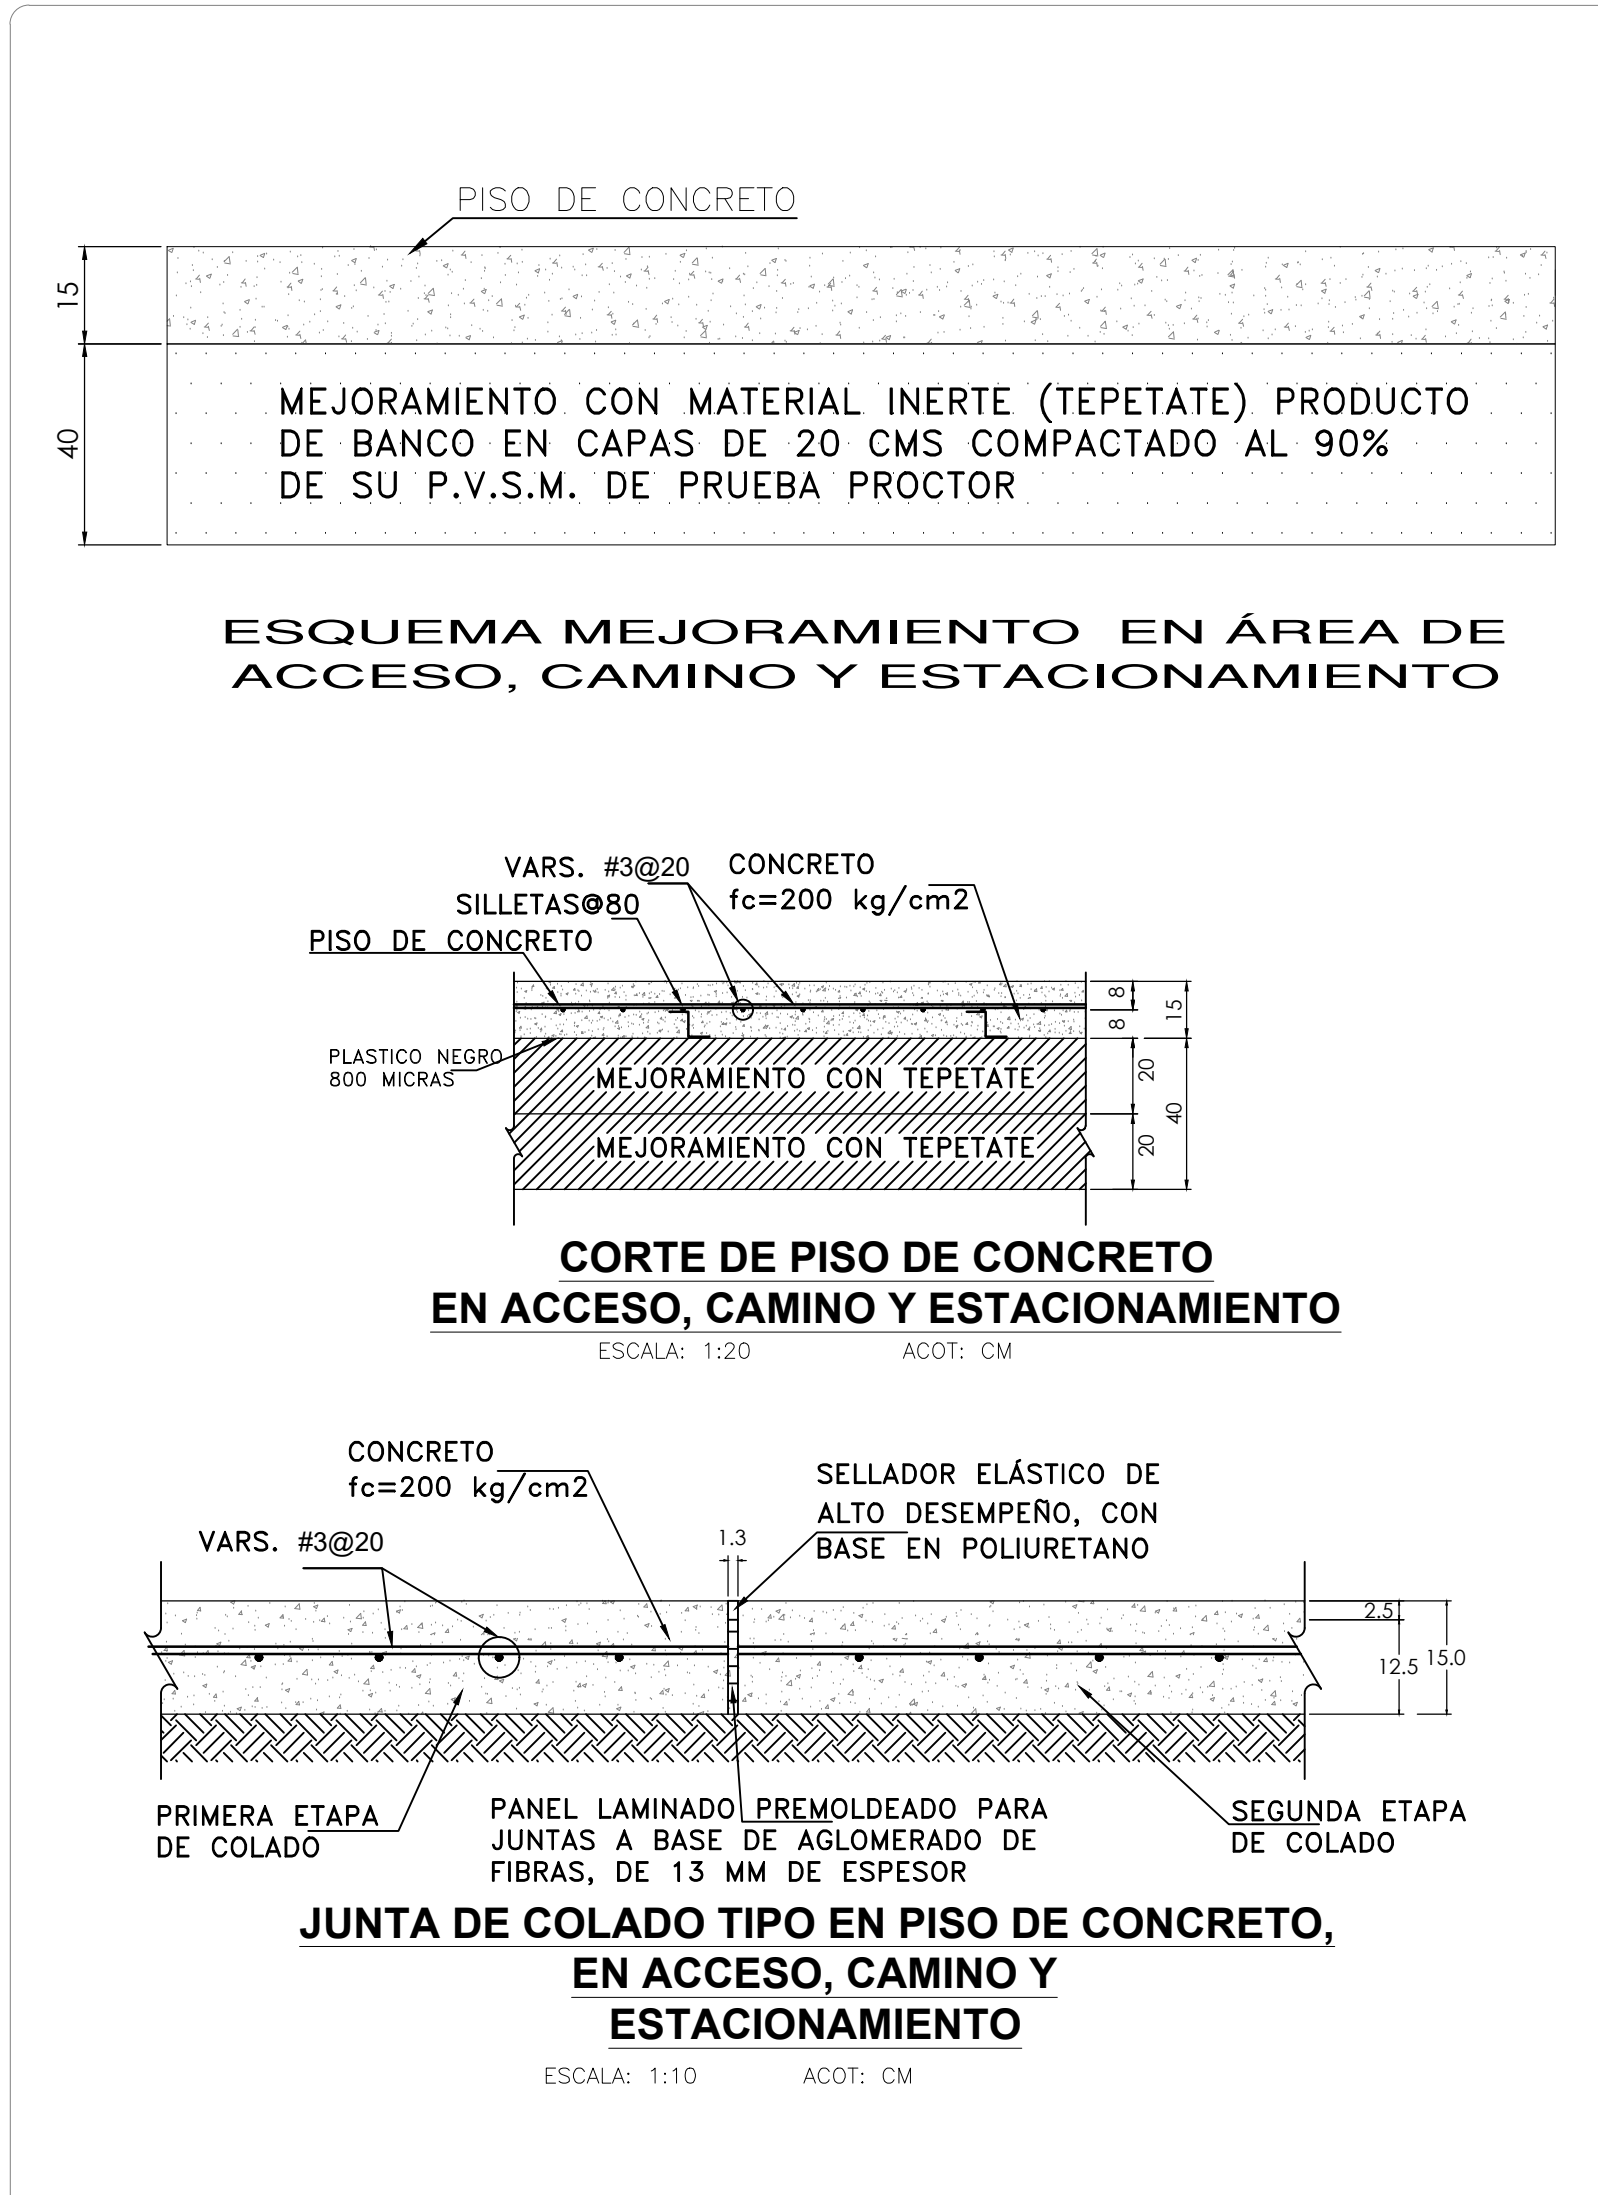 PISO DE CONCRETO
15
40
MEJORAMIENTO CON MATERIAL INERTE (TEPETATE) PRODUCTO
DE BANCO EN CAPAS DE 20 CMS COMPACTADO AL 90%
DE SU P.V.S.M. DE PRUEBA PROCTOR
ESQUEMA MEJORAMIENTO EN ÁREA DE
ACCESO, CAMINO Y ESTACIONAMIENTO
VARS. #3@20
CONCRETO
fc=200 kg/cm2
SILLETAS@80
PISO DE CONCRETO
8
15
8
PLASTICO NEGRO
800 MICRAS
MEJORAMIENTO CON TEPETATE
20
40
MEJORAMIENTO CON TEPETATE
20
CORTE DE PISO DE CONCRETO
EN ACCESO, CAMINO Y ESTACIONAMIENTO
ESCALA: 1:20 ACOT: CM
CONCRETO
fc=200 kg/cm2
VARS. #3@20
1.3
SELLADOR ELÁSTICO DE
ALTO DESEMPEÑO, CON
BASE EN POLIURETANO
2.5
12.5
15.0
PRIMERA ETAPA
DE COLADO
PANEL LAMINADO PREMOLDEADO PARA
JUNTAS A BASE DE AGLOMERADO DE
FIBRAS, DE 13 MM DE ESPESOR
SEGUNDA ETAPA
DE COLADO
JUNTA DE COLADO TIPO EN PISO DE CONCRETO,
EN ACCESO, CAMINO Y
ESTACIONAMIENTO
ESCALA: 1:10 ACOT: CM